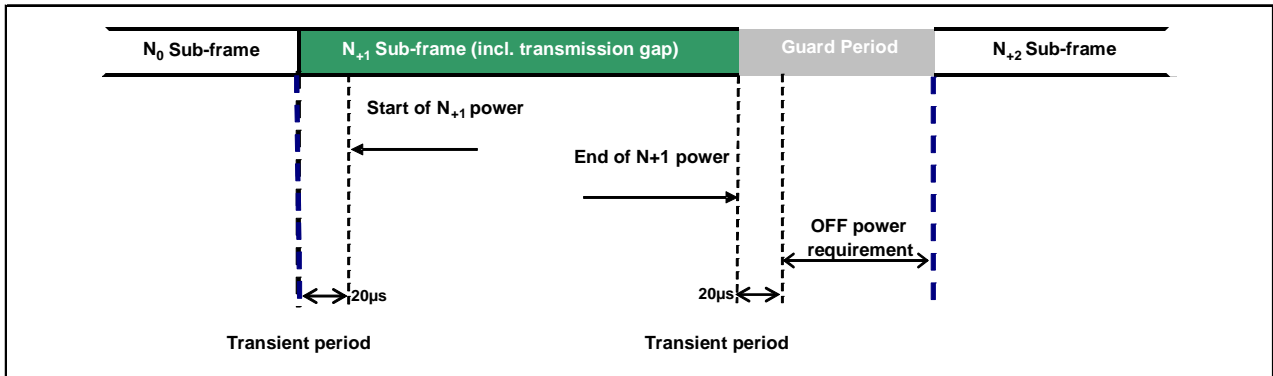 N0 Sub-frame
N+1 Sub-frame (incl. transmission gap)
Guard Period
N+2 Sub-frame
Start of N+1 power
End of N+1 power
OFF power
requirement
20µs
20µs
Transient period
Transient period